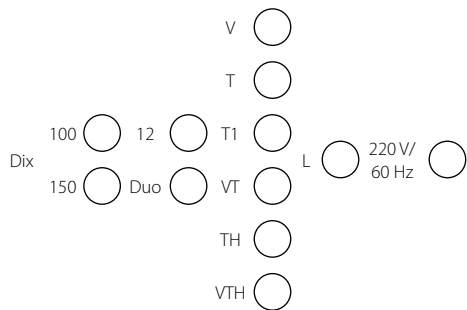 V
T
100 12 T1
Dix L 220 V/
60 Hz
150 Duo VT
TH
VTH